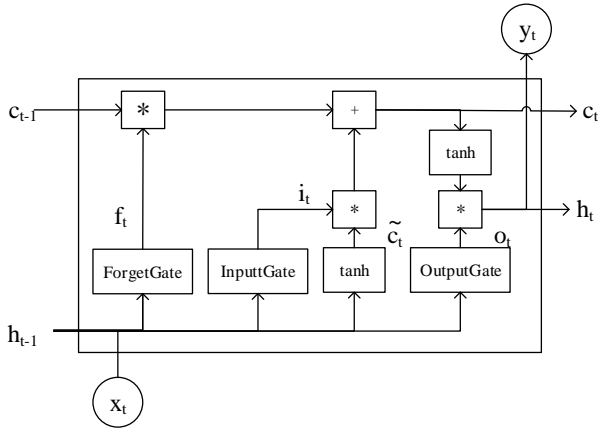 y_t
c_{t-1}
*
+
c_t
tanh
i_t
*
*
h_t
f_t
c̃_t
o_t
ForgetGate
InputtGate
tanh
OutputGate
h_{t-1}
x_t